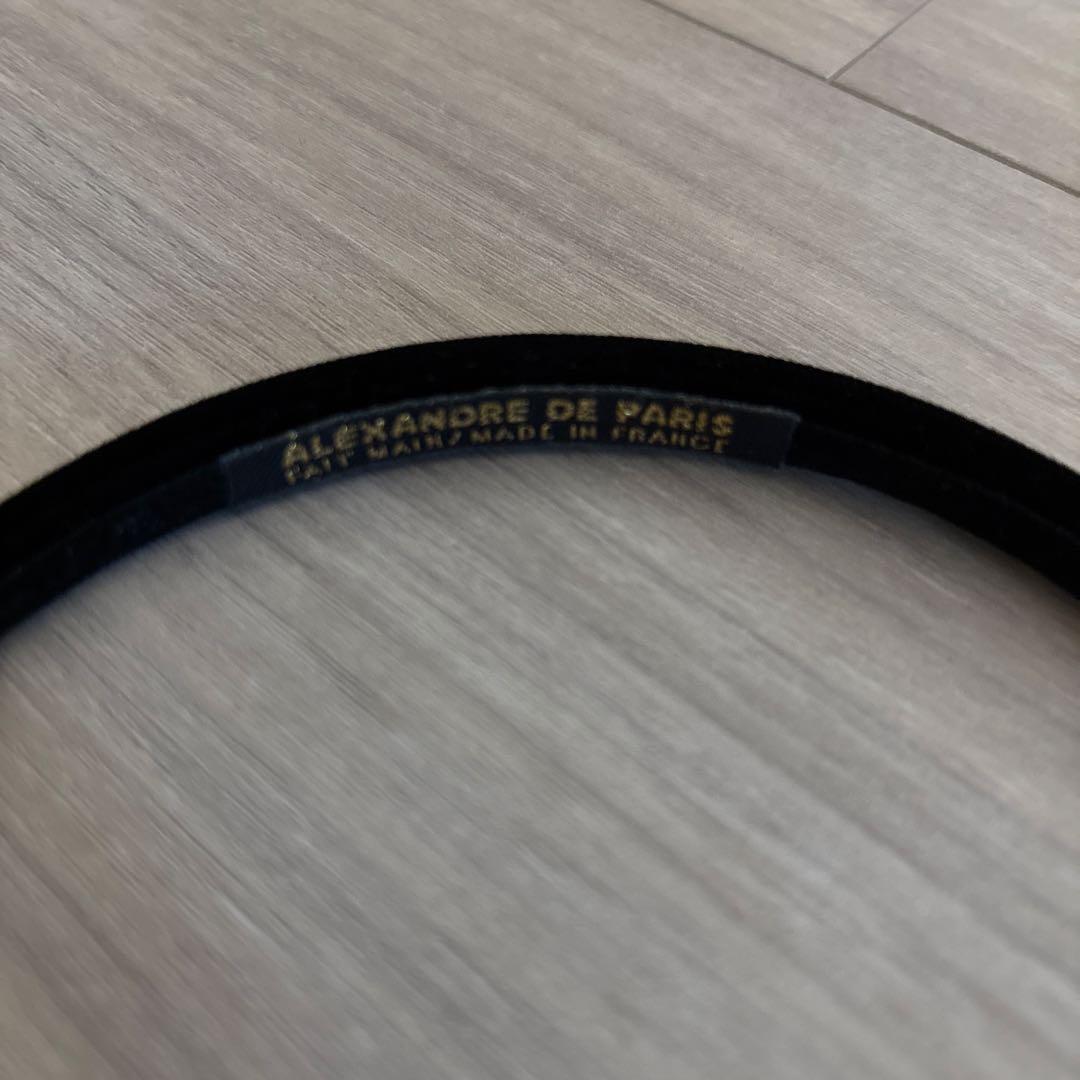 ALEXANDRE DE PARIS
FAIT MAIN / MADE IN FRANCE